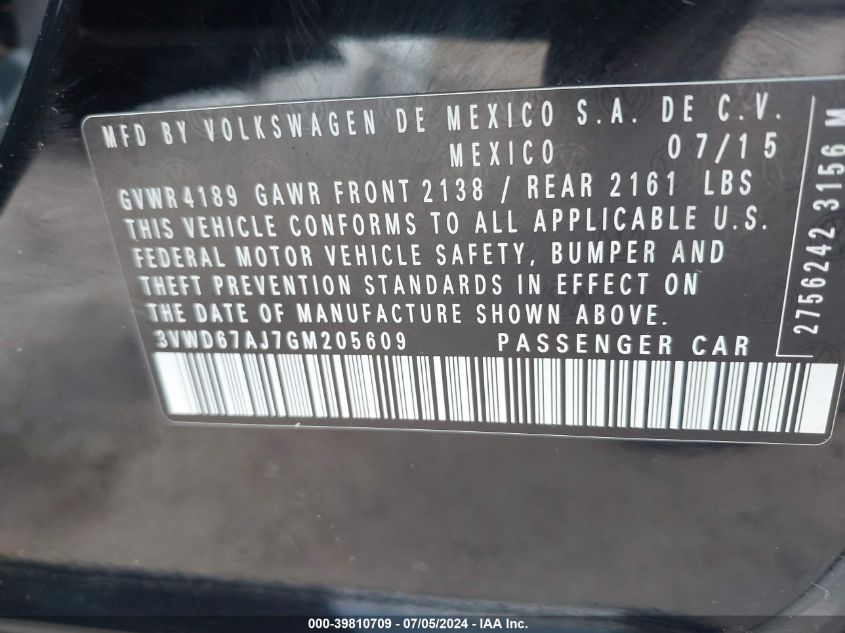 MFD BY VOLKSWAGEN DE MEXICO S.A. DE C.V.
MEXICO 07/15
GVWR 4189 GAWR FRONT 2138 / REAR 2161 LBS
THIS VEHICLE CONFORMS TO ALL APPLICABLE U.S.
FEDERAL MOTOR VEHICLE SAFETY, BUMPER AND
THEFT PREVENTION STANDARDS IN EFFECT ON
THE DATE OF MANUFACTURE SHOWN ABOVE.
3VWD67AJ7GM205609 PASSENGER CAR
2756242 3156 M
000-39810709 - 07/05/2024 - IAA Inc.